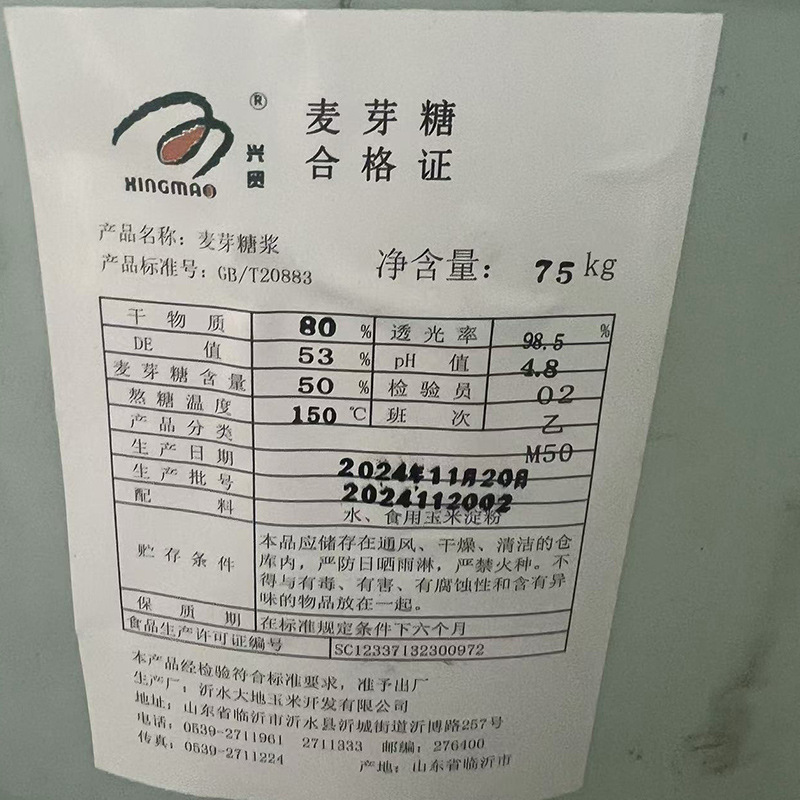 麦芽糖
合格证
®
兴贸
XINGMAO
产品名称：麦芽糖浆
产品标准号：GB/T20883
净含量：75kg
干物质 80 % 透光率 98.5 %
DE 值 53 % pH 值 4.8
麦芽糖含量 50 % 检验员 02
熬糖温度 150 ℃ 班次 乙
产品分类 M50
生产日期 2024年11月20日
生产批号 2024112002
配料 水、食用玉米淀粉
贮存条件 本品应储存在通风、干燥、清洁的仓
库内，严防日晒雨淋，严禁火种。不
得与有毒、有害、有腐蚀性和含有异
味的物品放在一起。
保质期 在标准规定条件下六个月
食品生产许可证编号 SC12337132300972
本产品经检验符合标准要求，准予出厂
生产厂：沂水大地玉米开发有限公司
地址：山东省临沂市沂水县沂城街道沂博路257号
电话：0539-2711961 2711333 邮编：276400
传真：0539-2711224 产地：山东省临沂市